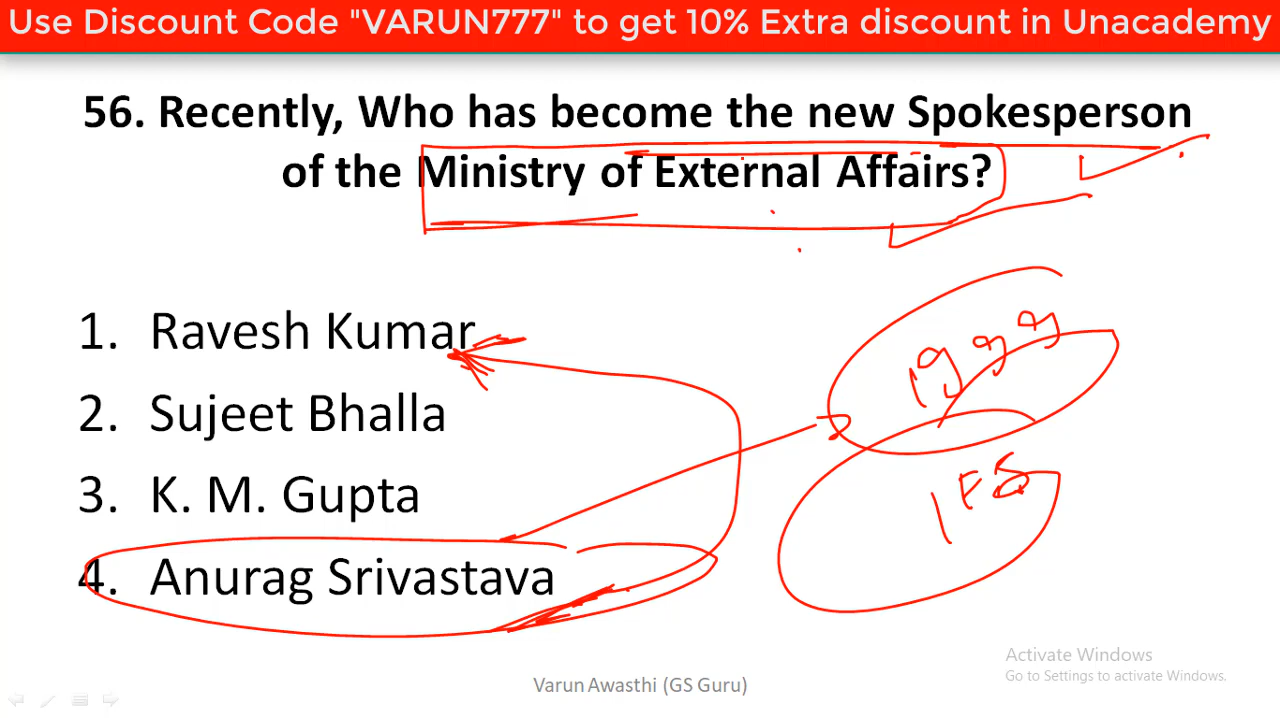 Use Discount Code "VARUN777" to get 10% Extra discount in Unacademy
56. Recently, Who has become the new Spokesperson
of the Ministry of External Affairs?
1. Ravesh Kumar
2. Sujeet Bhalla
3. K. M. Gupta
4. Anurag Srivastava
1999
IFS
Activate Windows
Go to Settings to activate Windows.
Varun Awasthi (GS Guru)